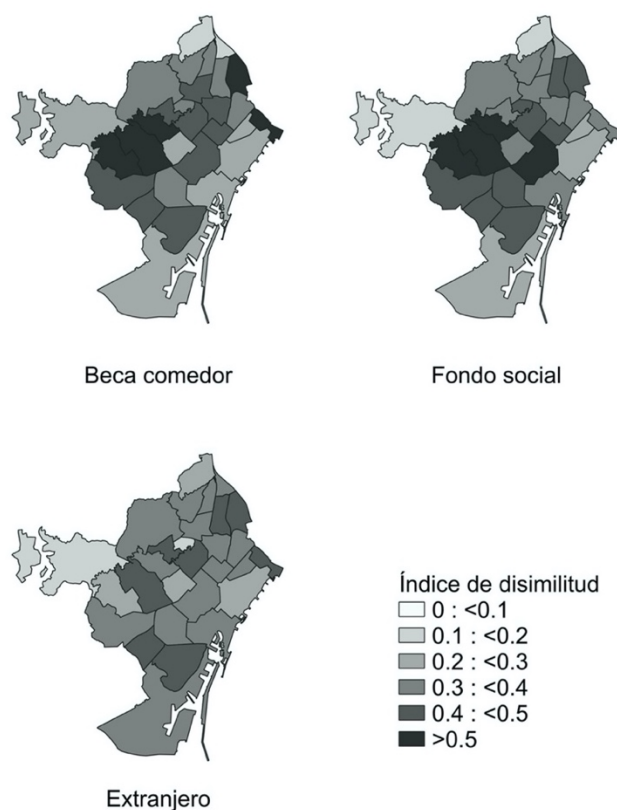 Beca comedor
Fondo social
Índice de disimilitud
0 : <0.1
0.1 : <0.2
0.2 : <0.3
0.3 : <0.4
0.4 : <0.5
>0.5
Extranjero